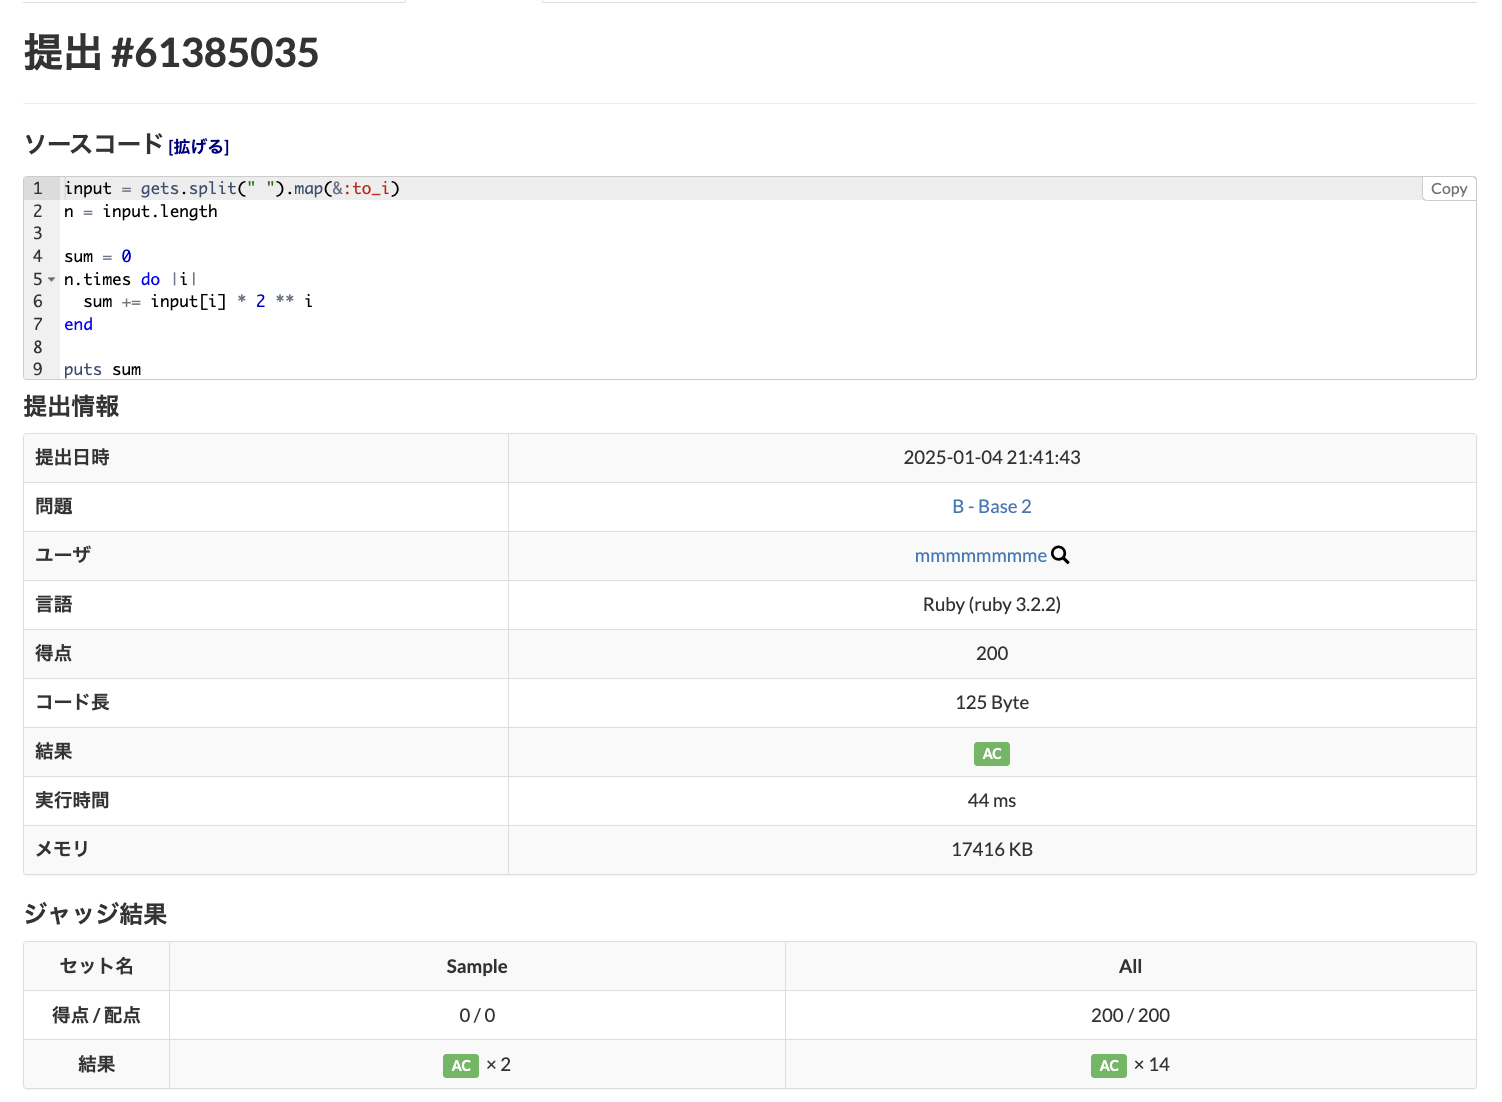 提出 #61385035
ソースコード [拡げる]
1 input = gets.split(" ").map(&:to_i)
Copy
2 n = input.length
3
4 sum = 0
5 n.times do |i|
6   sum += input[i] * 2 ** i
7 end
8
9 puts sum
提出情報
提出日時 2025-01-04 21:41:43
問題 B - Base 2
ユーザ mmmmmmmme
言語 Ruby (ruby 3.2.2)
得点 200
コード長 125 Byte
結果 AC
実行時間 44 ms
メモリ 17416 KB
ジャッジ結果
セット名 Sample All
得点 / 配点 0 / 0 200 / 200
結果 AC × 2 AC × 14